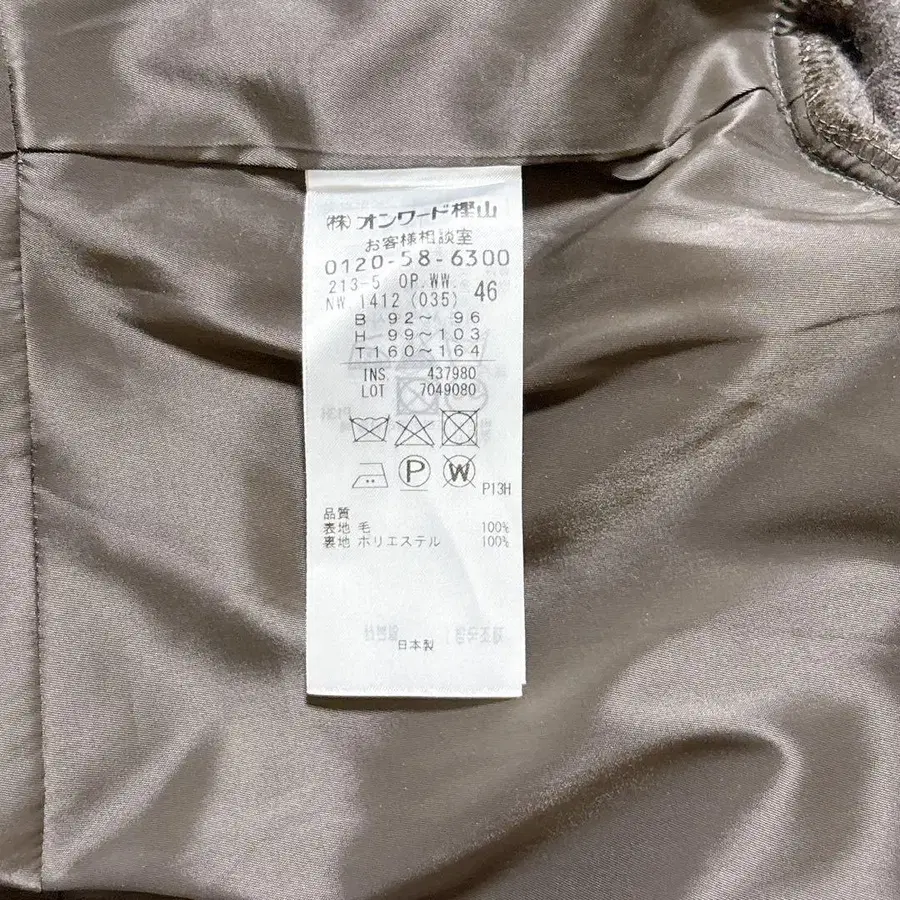 (株)オンワード樫山
お客様相談室
0120-58-6300
213-5 OP.WW.
NW.1412 (035) 46
B 92～ 96
H 99～103
T160～164
INS 437980
LOT 7049080
P W P13H
品質
表地 毛 100%
裏地 ポリエステル 100%
日本製